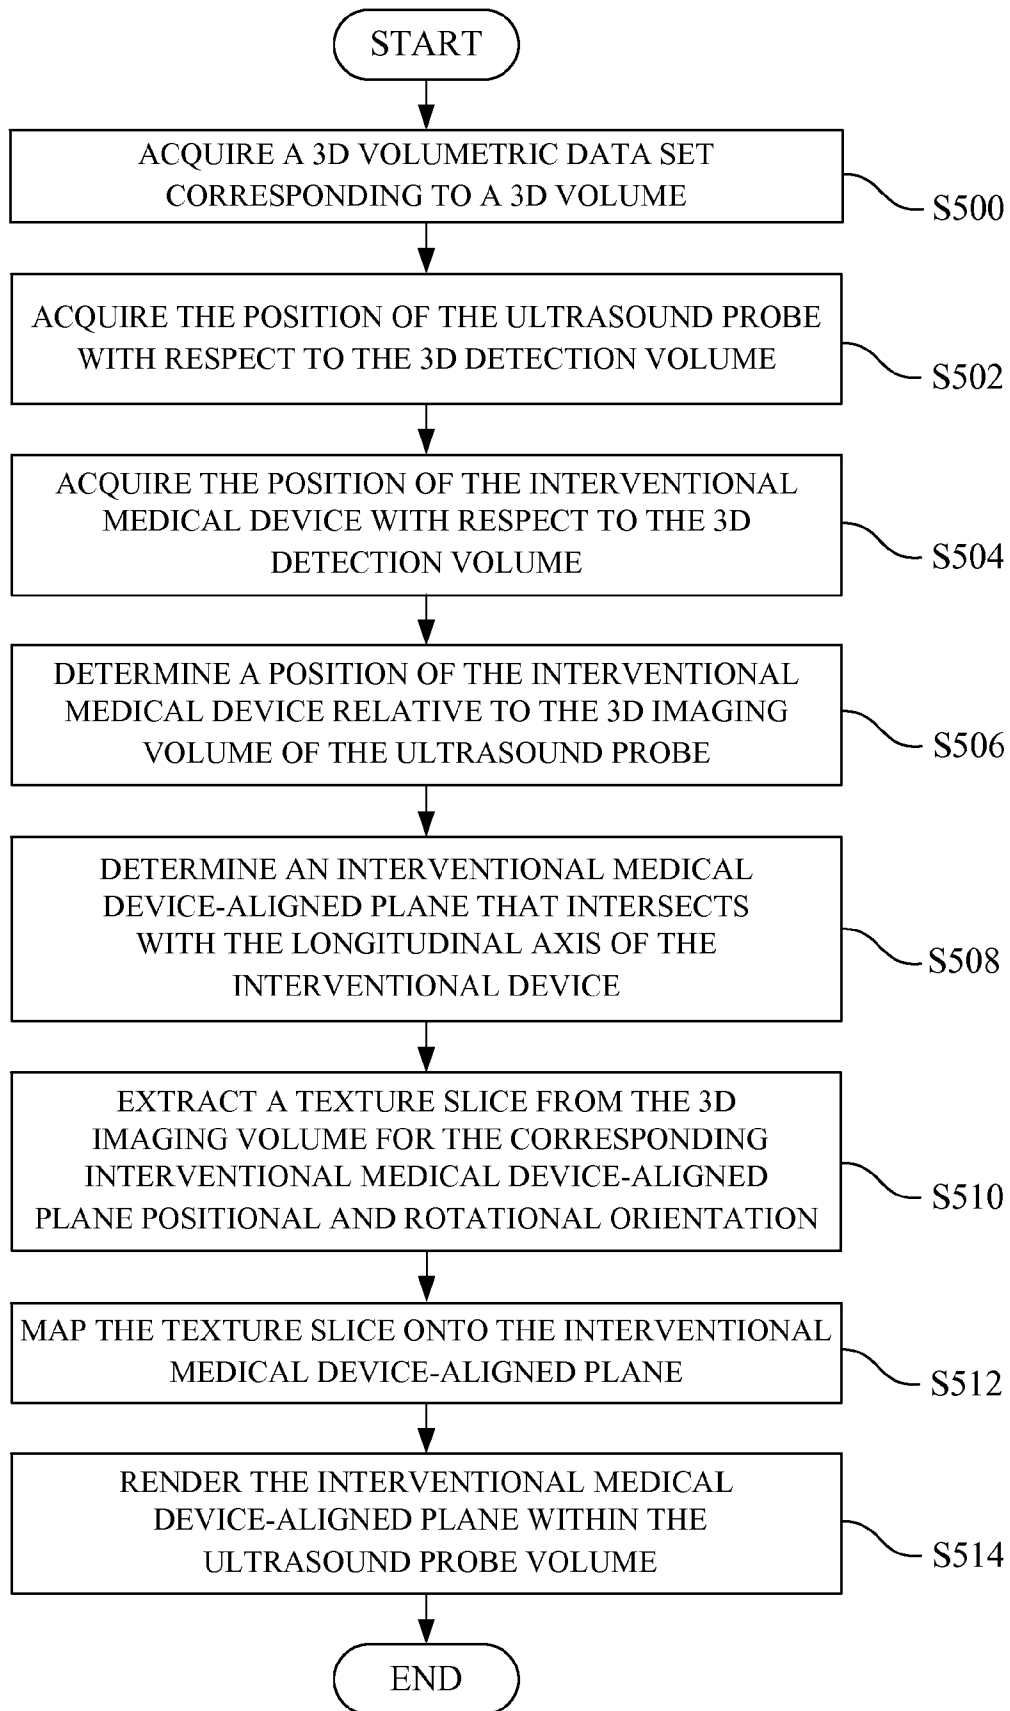 START
ACQUIRE A 3D VOLUMETRIC DATA SET
CORRESPONDING TO A 3D VOLUME
S500
ACQUIRE THE POSITION OF THE ULTRASOUND PROBE
WITH RESPECT TO THE 3D DETECTION VOLUME
S502
ACQUIRE THE POSITION OF THE INTERVENTIONAL
MEDICAL DEVICE WITH RESPECT TO THE 3D
DETECTION VOLUME
S504
DETERMINE A POSITION OF THE INTERVENTIONAL
MEDICAL DEVICE RELATIVE TO THE 3D IMAGING
VOLUME OF THE ULTRASOUND PROBE
S506
DETERMINE AN INTERVENTIONAL MEDICAL
DEVICE-ALIGNED PLANE THAT INTERSECTS
WITH THE LONGITUDINAL AXIS OF THE
INTERVENTIONAL DEVICE
S508
EXTRACT A TEXTURE SLICE FROM THE 3D
IMAGING VOLUME FOR THE CORRESPONDING
INTERVENTIONAL MEDICAL DEVICE-ALIGNED
PLANE POSITIONAL AND ROTATIONAL ORIENTATION
S510
MAP THE TEXTURE SLICE ONTO THE INTERVENTIONAL
MEDICAL DEVICE-ALIGNED PLANE
S512
RENDER THE INTERVENTIONAL MEDICAL
DEVICE-ALIGNED PLANE WITHIN THE
ULTRASOUND PROBE VOLUME
S514
END